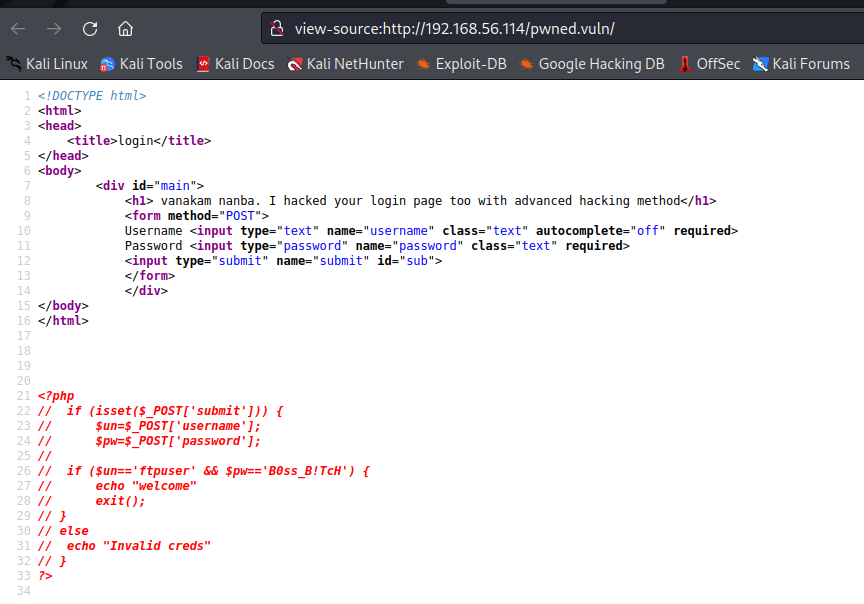 view-source:http://192.168.56.114/pwned.vuln/
Kali Linux Kali Tools Kali Docs Kali NetHunter Exploit-DB Google Hacking DB OffSec Kali Forums
1 <!DOCTYPE html>
2 <html>
3 <head>
4     <title>login</title>
5 </head>
6 <body>
7         <div id="main">
8             <h1> vanakam nanba. I hacked your login page too with advanced hacking method</h1>
9             <form method="POST">
10             Username <input type="text" name="username" class="text" autocomplete="off" required>
11             Password <input type="password" name="password" class="text" required>
12             <input type="submit" name="submit" id="sub">
13             </form>
14             </div>
15 </body>
16 </html>
17
18
19
20
21 <?php
22 //  if (isset($_POST['submit'])) {
23 //      $un=$_POST['username'];
24 //      $pw=$_POST['password'];
25 //
26 //  if ($un=='ftpuser' && $pw=='B0ss_B!TcH') {
27 //      echo "welcome"
28 //      exit();
29 // }
30 // else
31 //  echo "Invalid creds"
32 // }
33 ?>
34